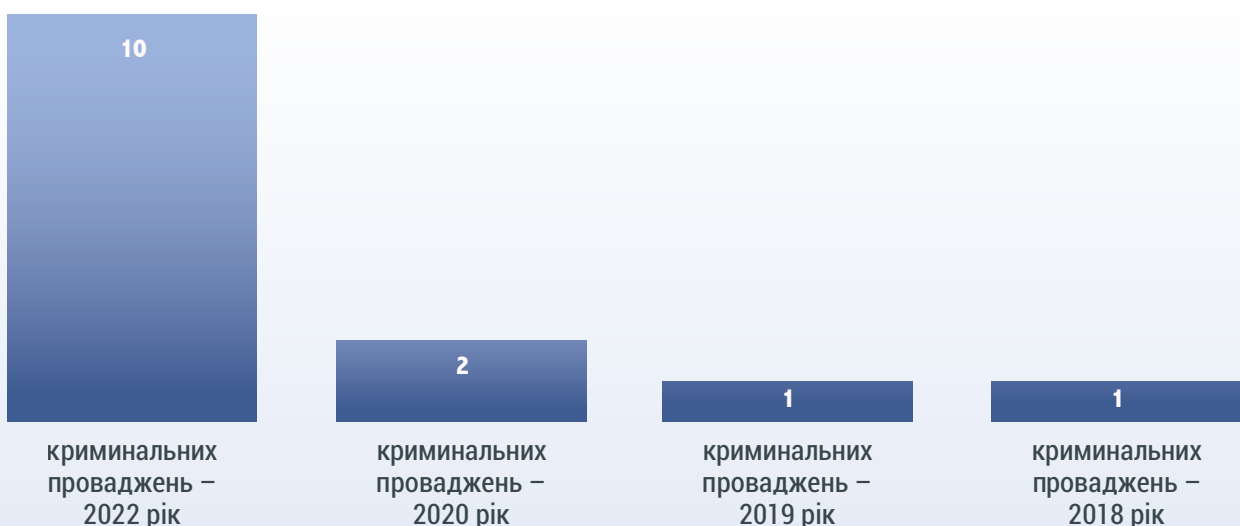 10
2
1
1
криминальних
проваджень –
2022 рік
криминальних
проваджень –
2020 рік
криминальних
проваджень –
2019 рік
криминальних
проваджень –
2018 рік